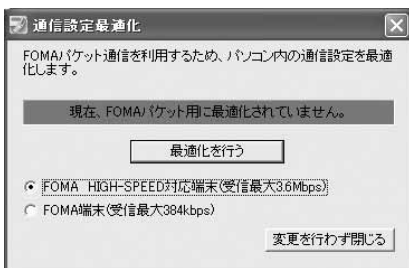 通信設定最適化
FOMAパケット通信を利用するため、パソコン内の通信設定を最適
化します。
現在、FOMAパケット用に最適化されていません。
最適化を行う
FOMA HIGH-SPEED対応端末(受信最大3.6Mbps)
FOMA端末(受信最大384kbps)
変更を行わず閉じる